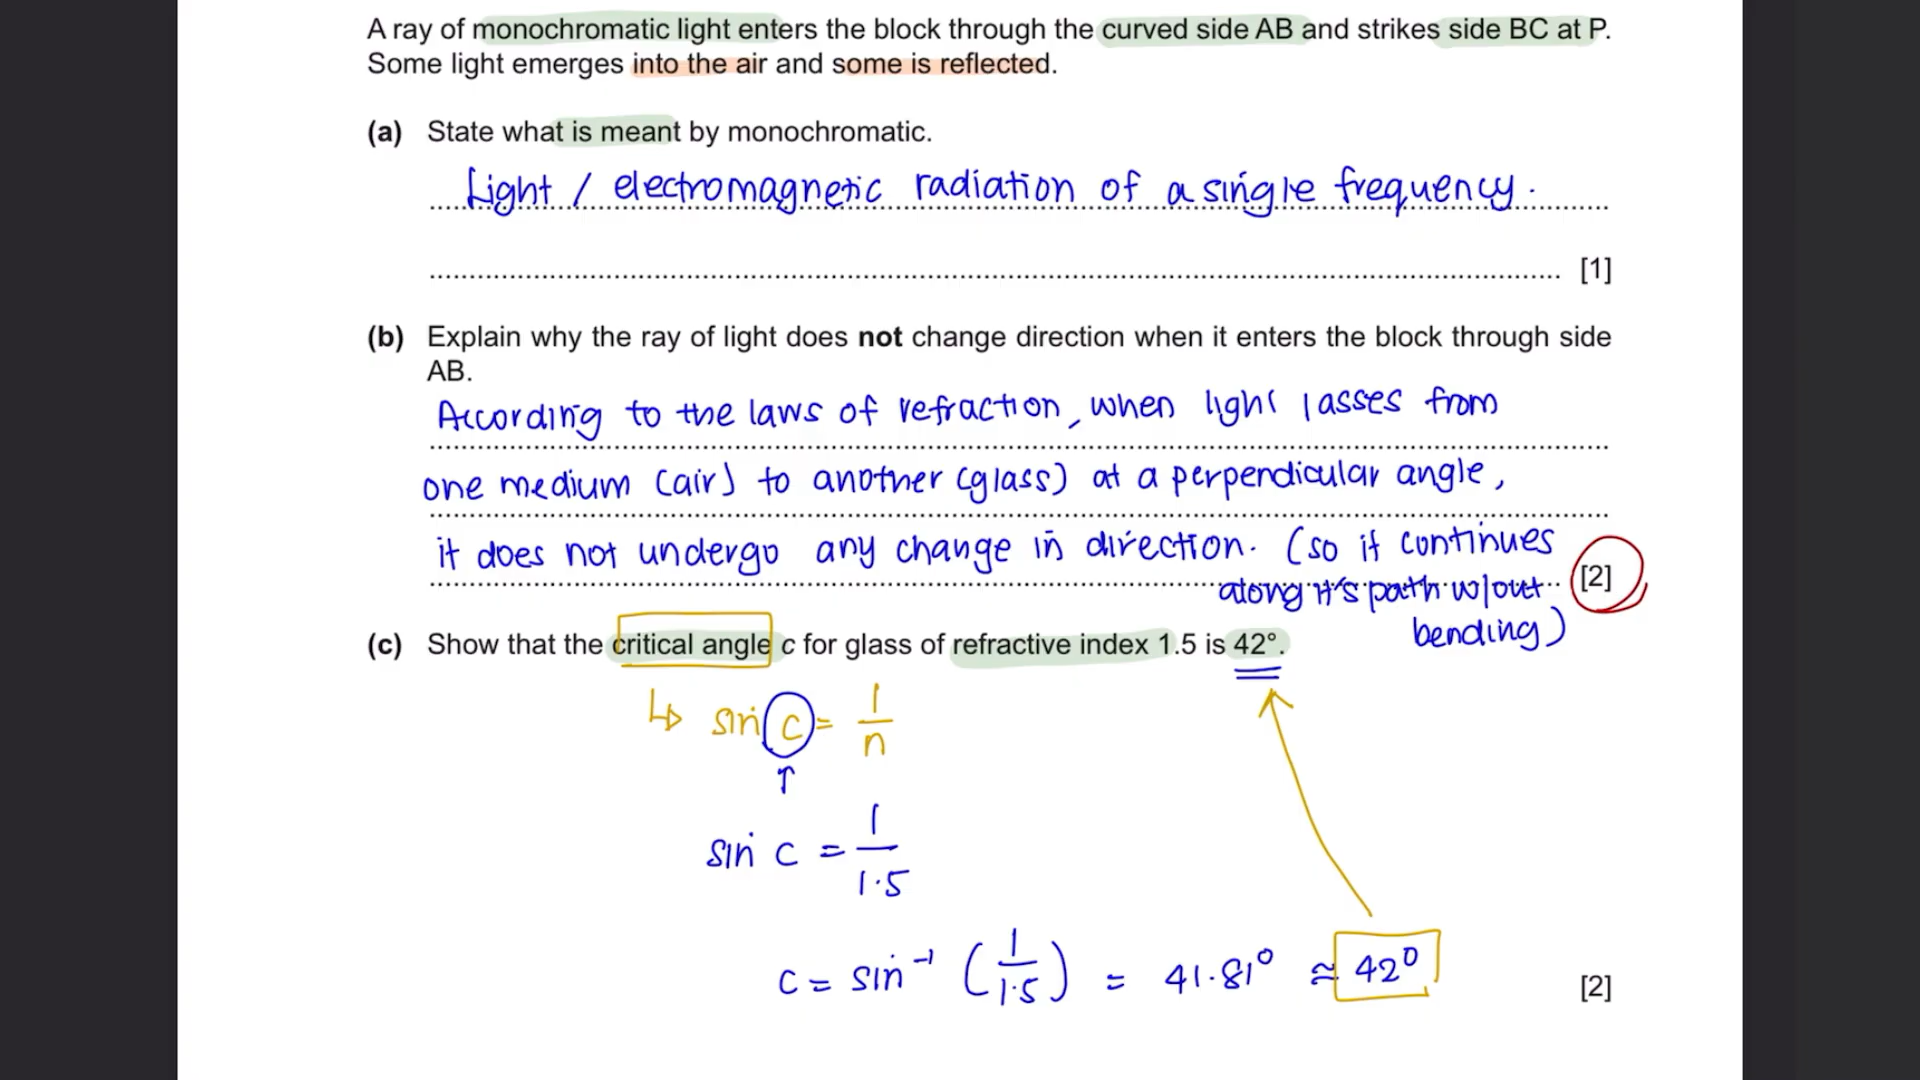 A ray of monochromatic light enters the block through the curved side AB and strikes side BC at P.
Some light emerges into the air and some is reflected.
(a) State what is meant by monochromatic.
Light / electromagnetic radiation of a single frequency.
[1]
(b) Explain why the ray of light does not change direction when it enters the block through side
AB.
According to the laws of refraction, when light passes from
one medium (air) to another (glass) at a perpendicular angle,
it does not undergo any change in direction. (so it continues
along it's path w/out
bending)
[2]
(c) Show that the critical angle c for glass of refractive index 1.5 is 42°.
↳ sin c = 1/n
↑
sin c = 1/1.5
c = sin⁻¹ (1/1.5) = 41.81° ≈ 42°
[2]